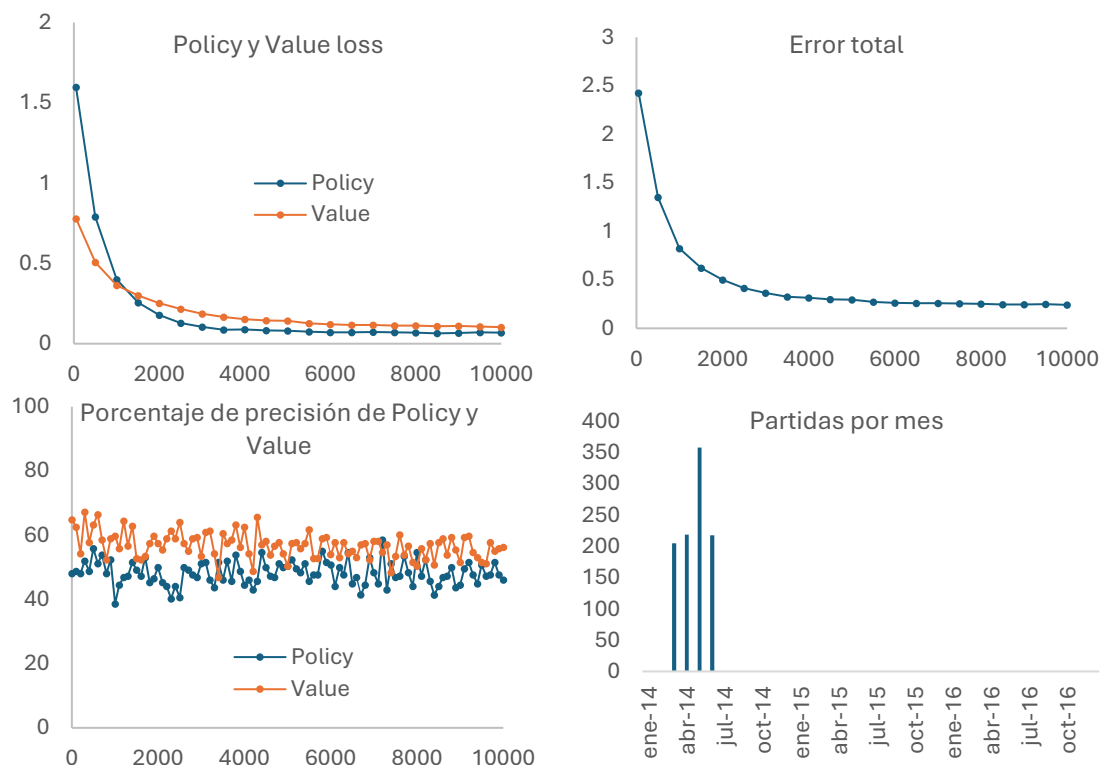 Policy y Value loss
2
1.5
1
0.5
0
0 2000 4000 6000 8000 10000
Policy
Value
Error total
3
2.5
2
1.5
1
0.5
0
0 2000 4000 6000 8000 10000
Porcentaje de precisión de Policy y
Value
100
80
60
40
20
0
0 2000 4000 6000 8000 10000
Policy
Value
Partidas por mes
400
350
300
250
200
150
100
50
0
ene-14
abr-14
jul-14
oct-14
ene-15
abr-15
jul-15
oct-15
ene-16
abr-16
jul-16
oct-16